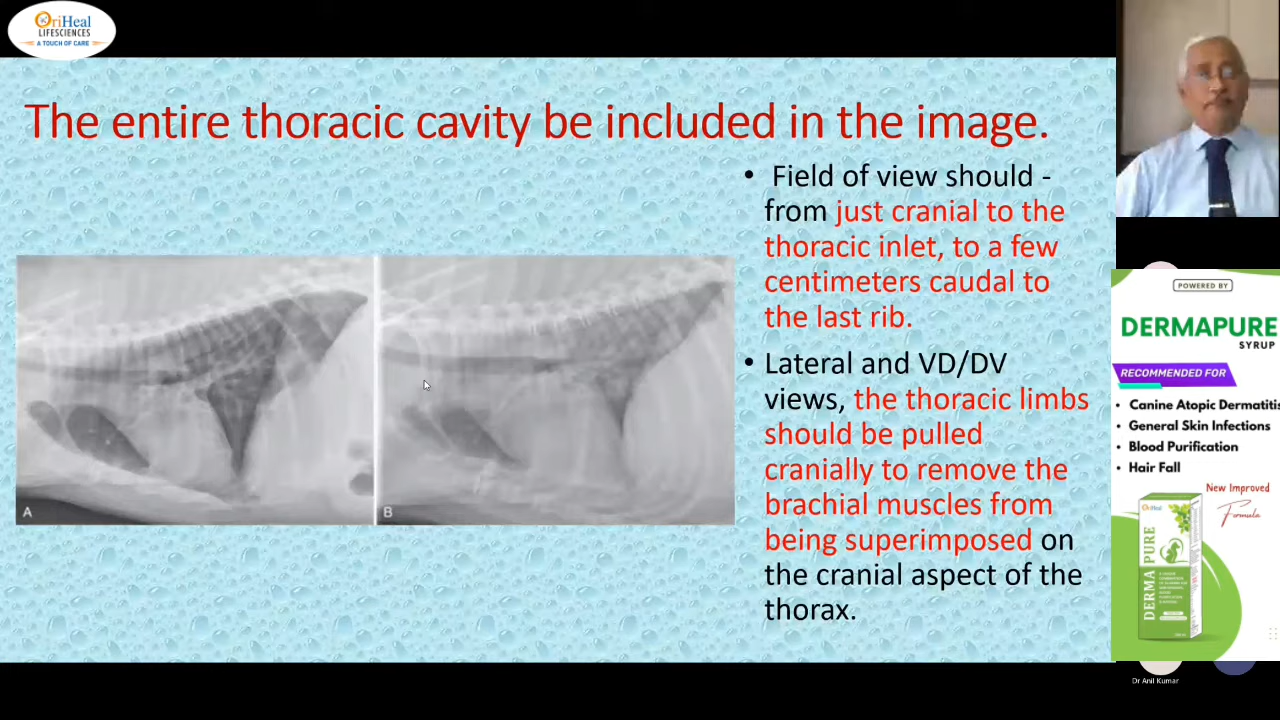 OriHeal
LIFESCIENCES
A TOUCH OF CARE
The entire thoracic cavity be included in the image.
• Field of view should -
from just cranial to the
thoracic inlet, to a few
centimeters caudal to
the last rib.
• Lateral and VD/DV
views, the thoracic limbs
should be pulled
cranially to remove the
brachial muscles from
being superimposed on
the cranial aspect of the
thorax.
A
B
POWERED BY
DERMAPURE
SYRUP
RECOMMENDED FOR
• Canine Atopic Dermatitis
• General Skin Infections
• Blood Purification
• Hair Fall
New Improved
Formula
OriHeal
DERMA PURE
Dr Anil Kumar